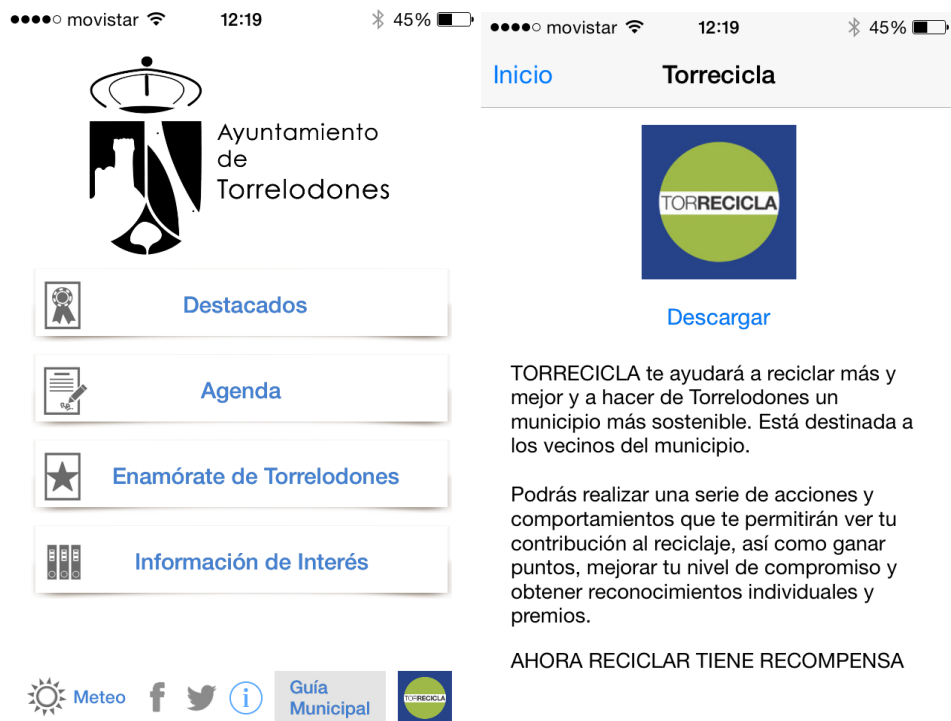 movistar 12:19 45%
Ayuntamiento
de
Torrelodones
Destacados
Agenda
Enamórate de Torrelodones
Información de Interés
Meteo
Guía
Municipal
TORRECICLA
movistar 12:19 45%
Inicio Torrecicla
TORRECICLA
Descargar
TORRECICLA te ayudará a reciclar más y
mejor y a hacer de Torrelodones un
municipio más sostenible. Está destinada a
los vecinos del municipio.
Podrás realizar una serie de acciones y
comportamientos que te permitirán ver tu
contribución al reciclaje, así como ganar
puntos, mejorar tu nivel de compromiso y
obtener reconocimientos individuales y
premios.
AHORA RECICLAR TIENE RECOMPENSA